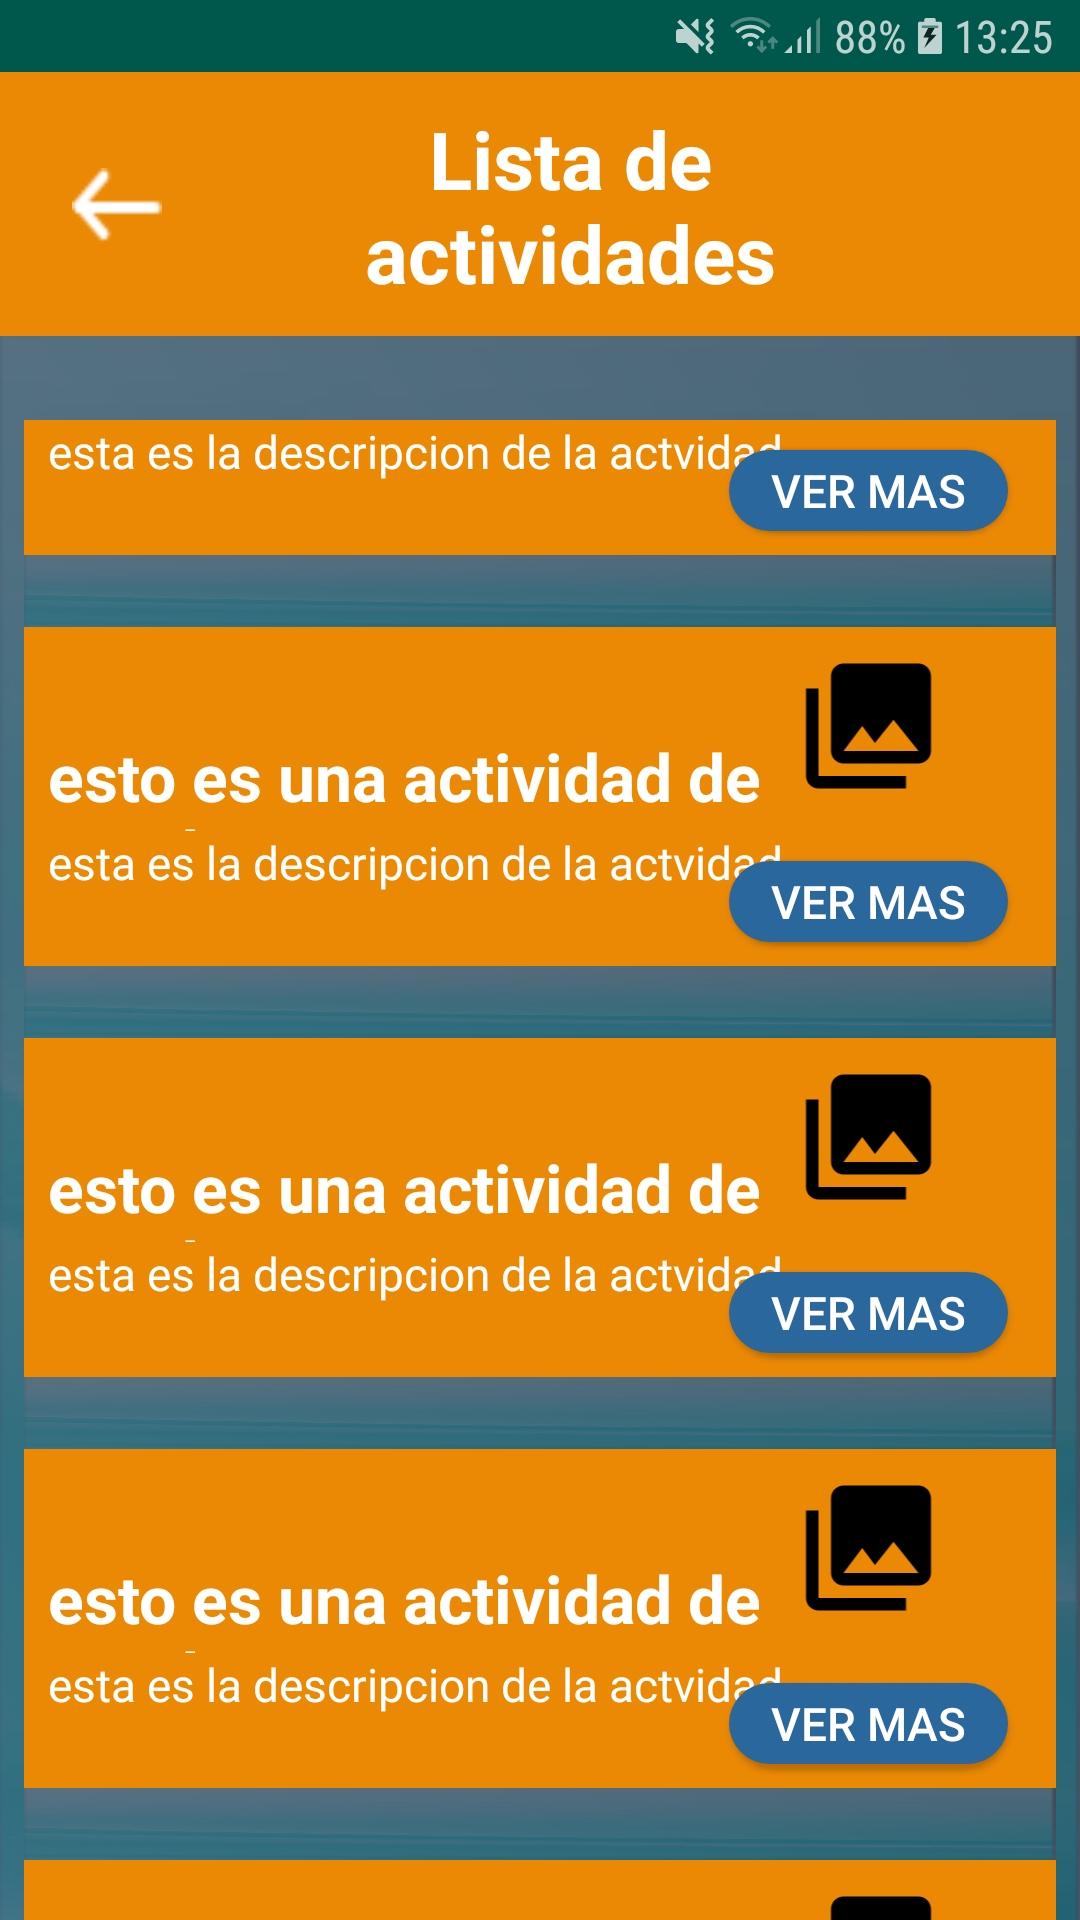 88% 13:25
Lista de
actividades
esta es la descripcion de la actvidad
VER MAS
esto es una actividad de
esta es la descripcion de la actvidad
VER MAS
esto es una actividad de
esta es la descripcion de la actvidad
VER MAS
esto es una actividad de
esta es la descripcion de la actvidad
VER MAS